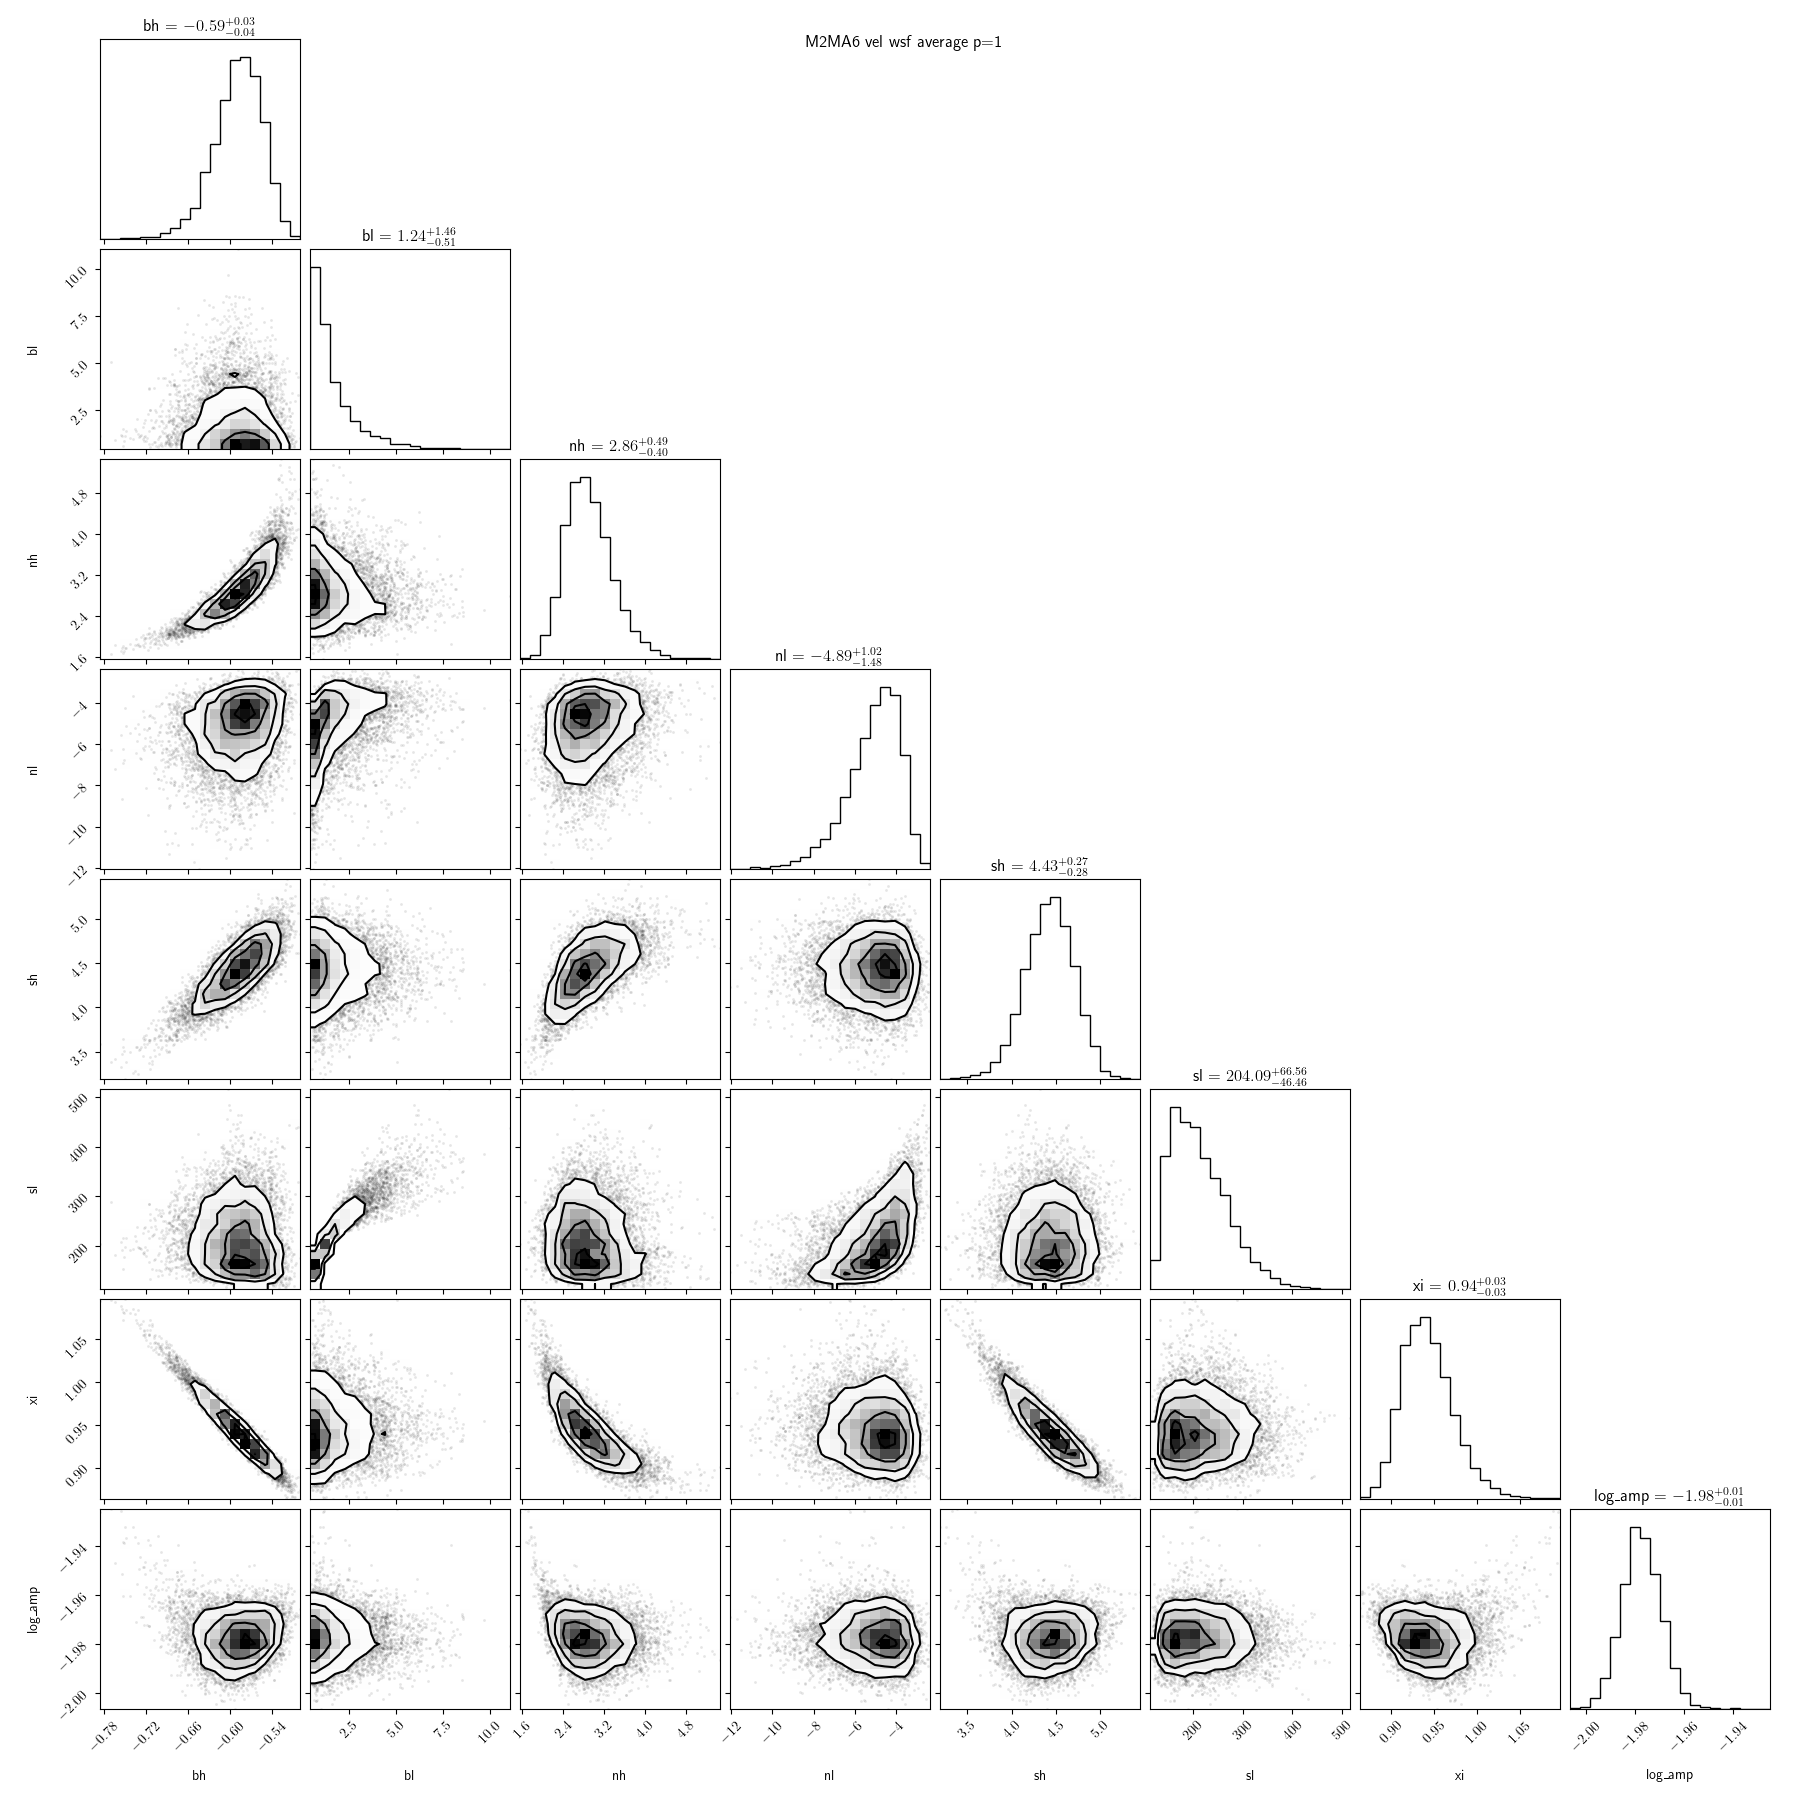 M2MA6 vel wsf average p=1
bh = −0.59 +0.03 −0.04
bl = 1.24 +1.46 −0.51
10.0
7.5
5.0
2.5
bl
nh = 2.86 +0.49 −0.40
4.8
4.0
3.2
2.4
1.6
nh
nl = −4.89 +1.02 −1.48
−4
−6
−8
−10
−12
nl
sh = 4.43 +0.27 −0.28
5.0
4.5
4.0
3.5
sh
sl = 204.09 +66.56 −46.46
500
400
300
200
sl
xi = 0.94 +0.03 −0.03
1.05
1.00
0.95
0.90
xi
log_amp = −1.98 +0.01 −0.01
−1.94
−1.96
−1.98
−2.00
log_amp
−0.78 −0.72 −0.66 −0.60 −0.54 2.5 5.0 7.5 10.0 1.6 2.4 3.2 4.0 4.8 −12 −10 −8 −6 −4 3.5 4.0 4.5 5.0 200 300 400 500 0.90 0.95 1.00 1.05 −2.00 −1.98 −1.96 −1.94
bh bl nh nl sh sl xi log_amp